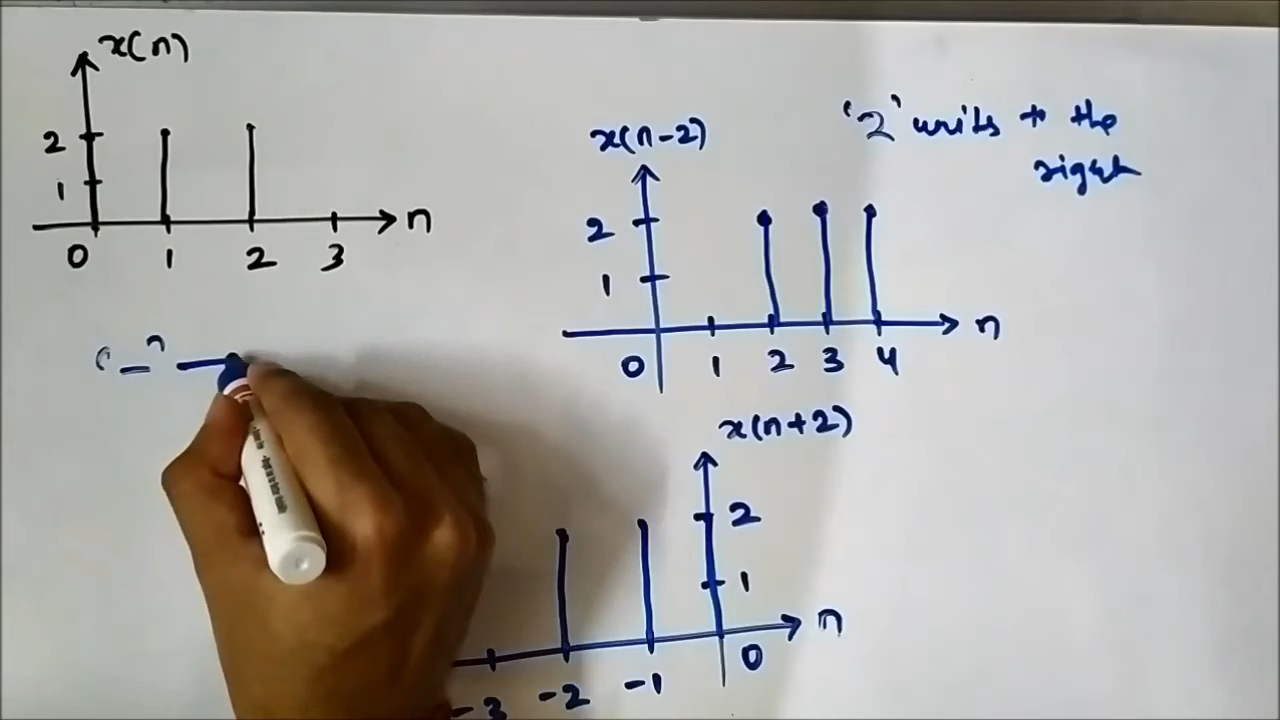 x(n)
2
1
0 1 2 3 n
'2' units to the
right
x(n-2)
2
1
0 1 2 3 4 n
'-'
x(n+2)
2
1
-3 -2 -1 0 n